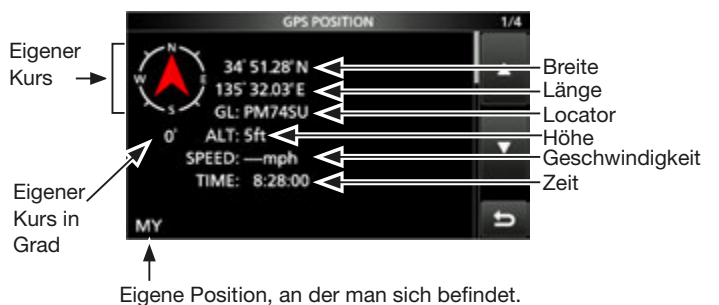 GPS POSITION 1/4
Eigener
Kurs
N
W E
S
34° 51.28' N
Breite
135° 32.03' E
Länge
GL: PM74SU
Locator
0° ALT: 5ft
Höhe
SPEED: ––mph
Geschwindigkeit
TIME: 8:28:00
Zeit
Eigener
Kurs in
Grad
MY
Eigene Position, an der man sich befindet.